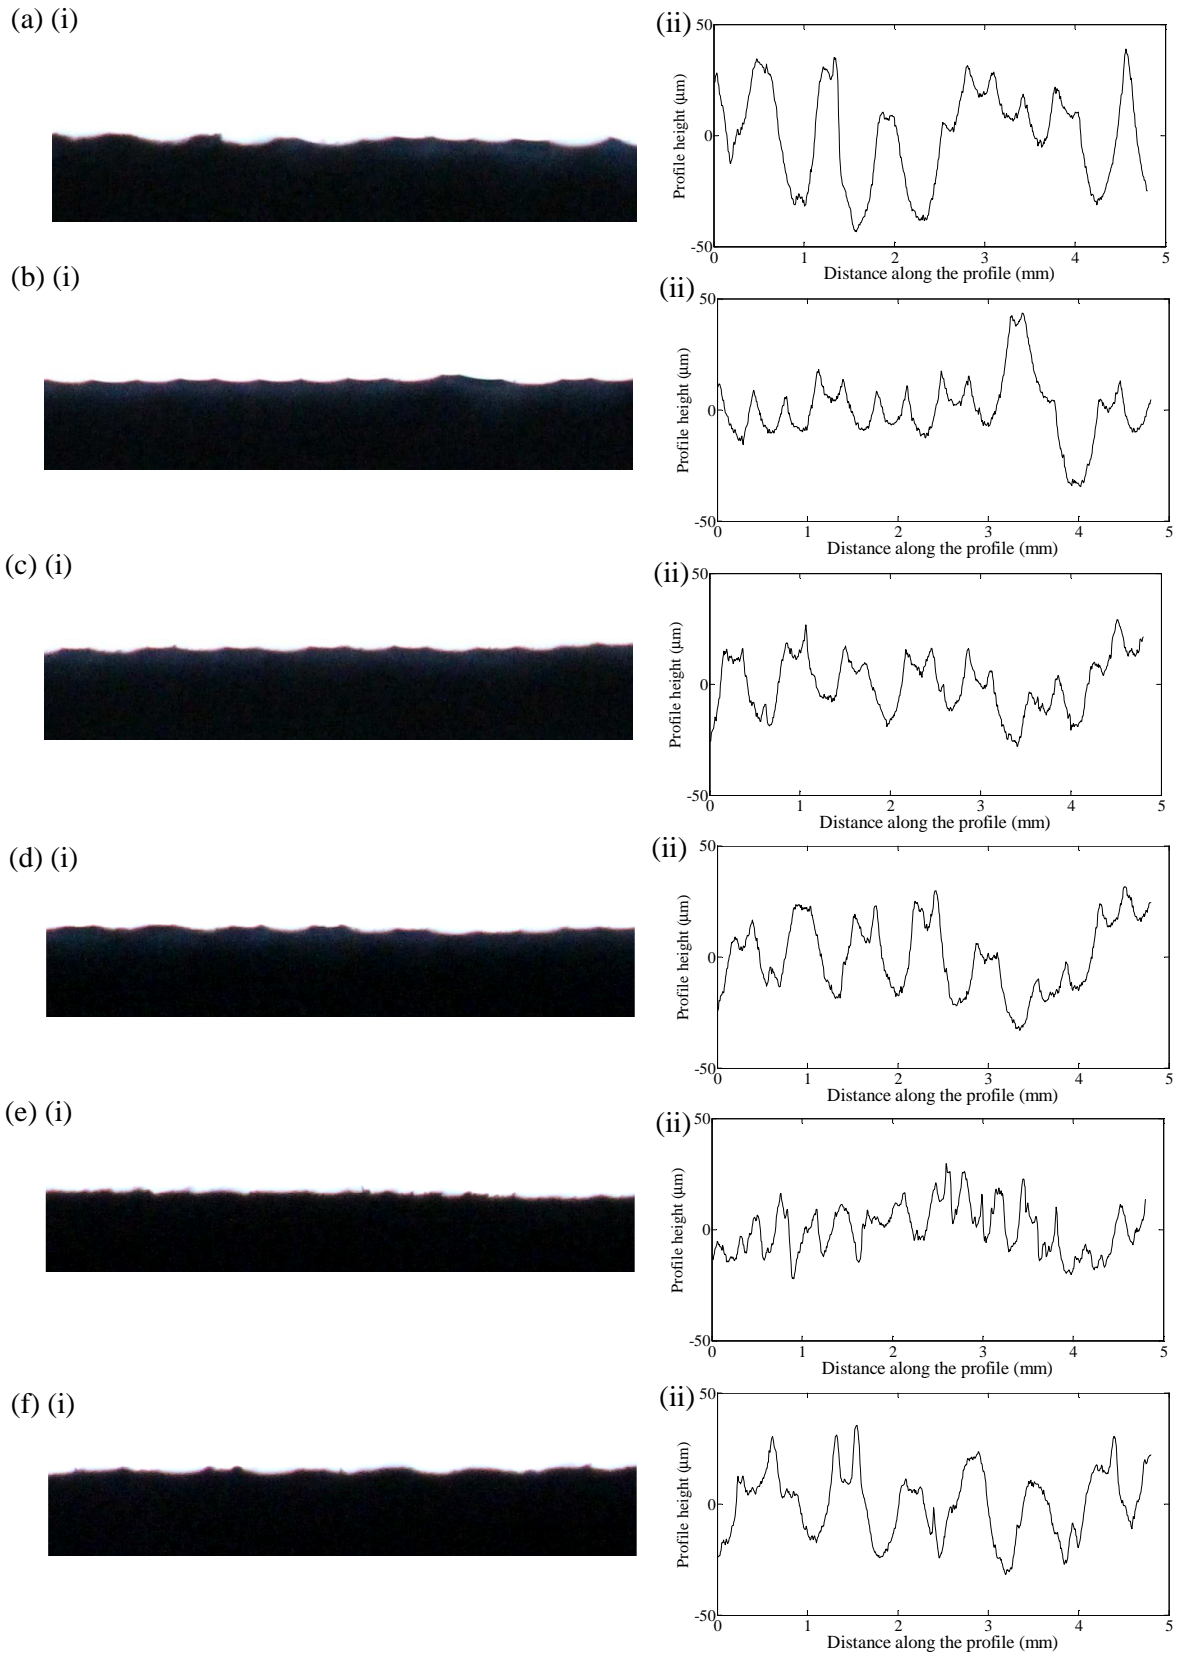 (a) (i)
(ii)
50
0
-50
Profile height (µm)
0 1 2 3 4 5
Distance along the profile (mm)
(b) (i)
(ii)
50
0
-50
Profile height (µm)
0 1 2 3 4 5
Distance along the profile (mm)
(c) (i)
(ii)
50
0
-50
Profile height (µm)
0 1 2 3 4 5
Distance along the profile (mm)
(d) (i)
(ii)
50
0
-50
Profile height (µm)
0 1 2 3 4 5
Distance along the profile (mm)
(e) (i)
(ii)
50
0
-50
Profile height (µm)
0 1 2 3 4 5
Distance along the profile (mm)
(f) (i)
(ii)
50
0
-50
Profile height (µm)
0 1 2 3 4 5
Distance along the profile (mm)